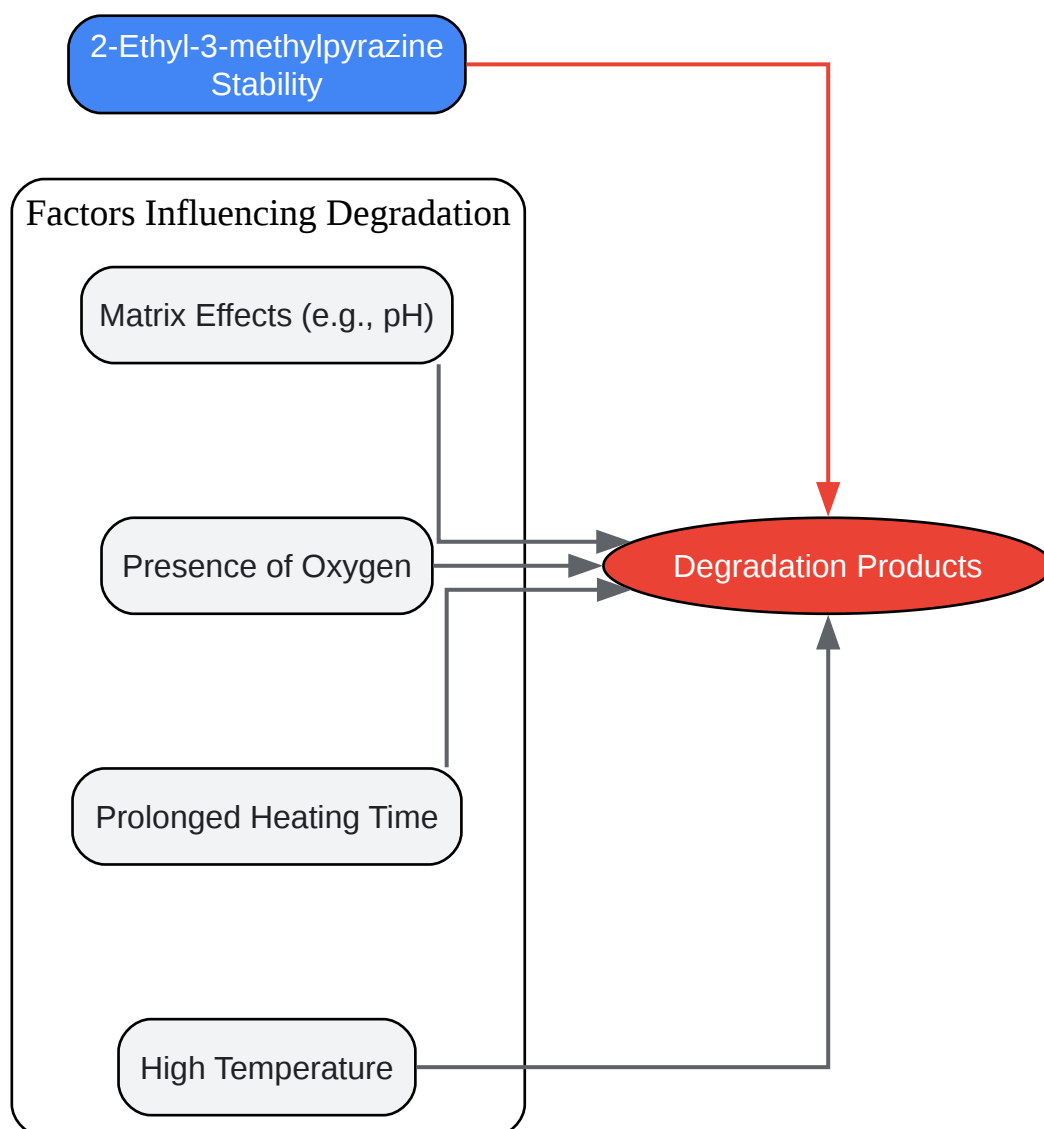 2-Ethyl-3-methylpyrazine
Stability
Factors Influencing Degradation
Matrix Effects (e.g., pH)
Presence of Oxygen
Degradation Products
Prolonged Heating Time
High Temperature